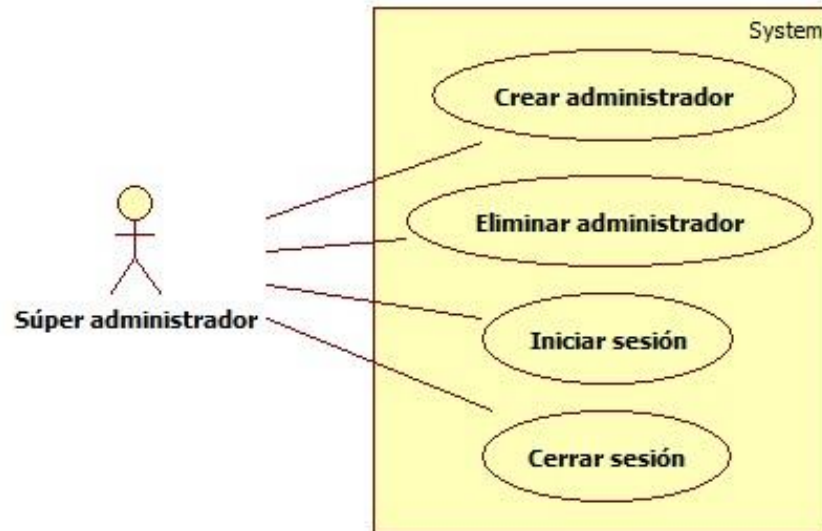 System
Crear administrador
Eliminar administrador
Súper administrador
Iniciar sesión
Cerrar sesión